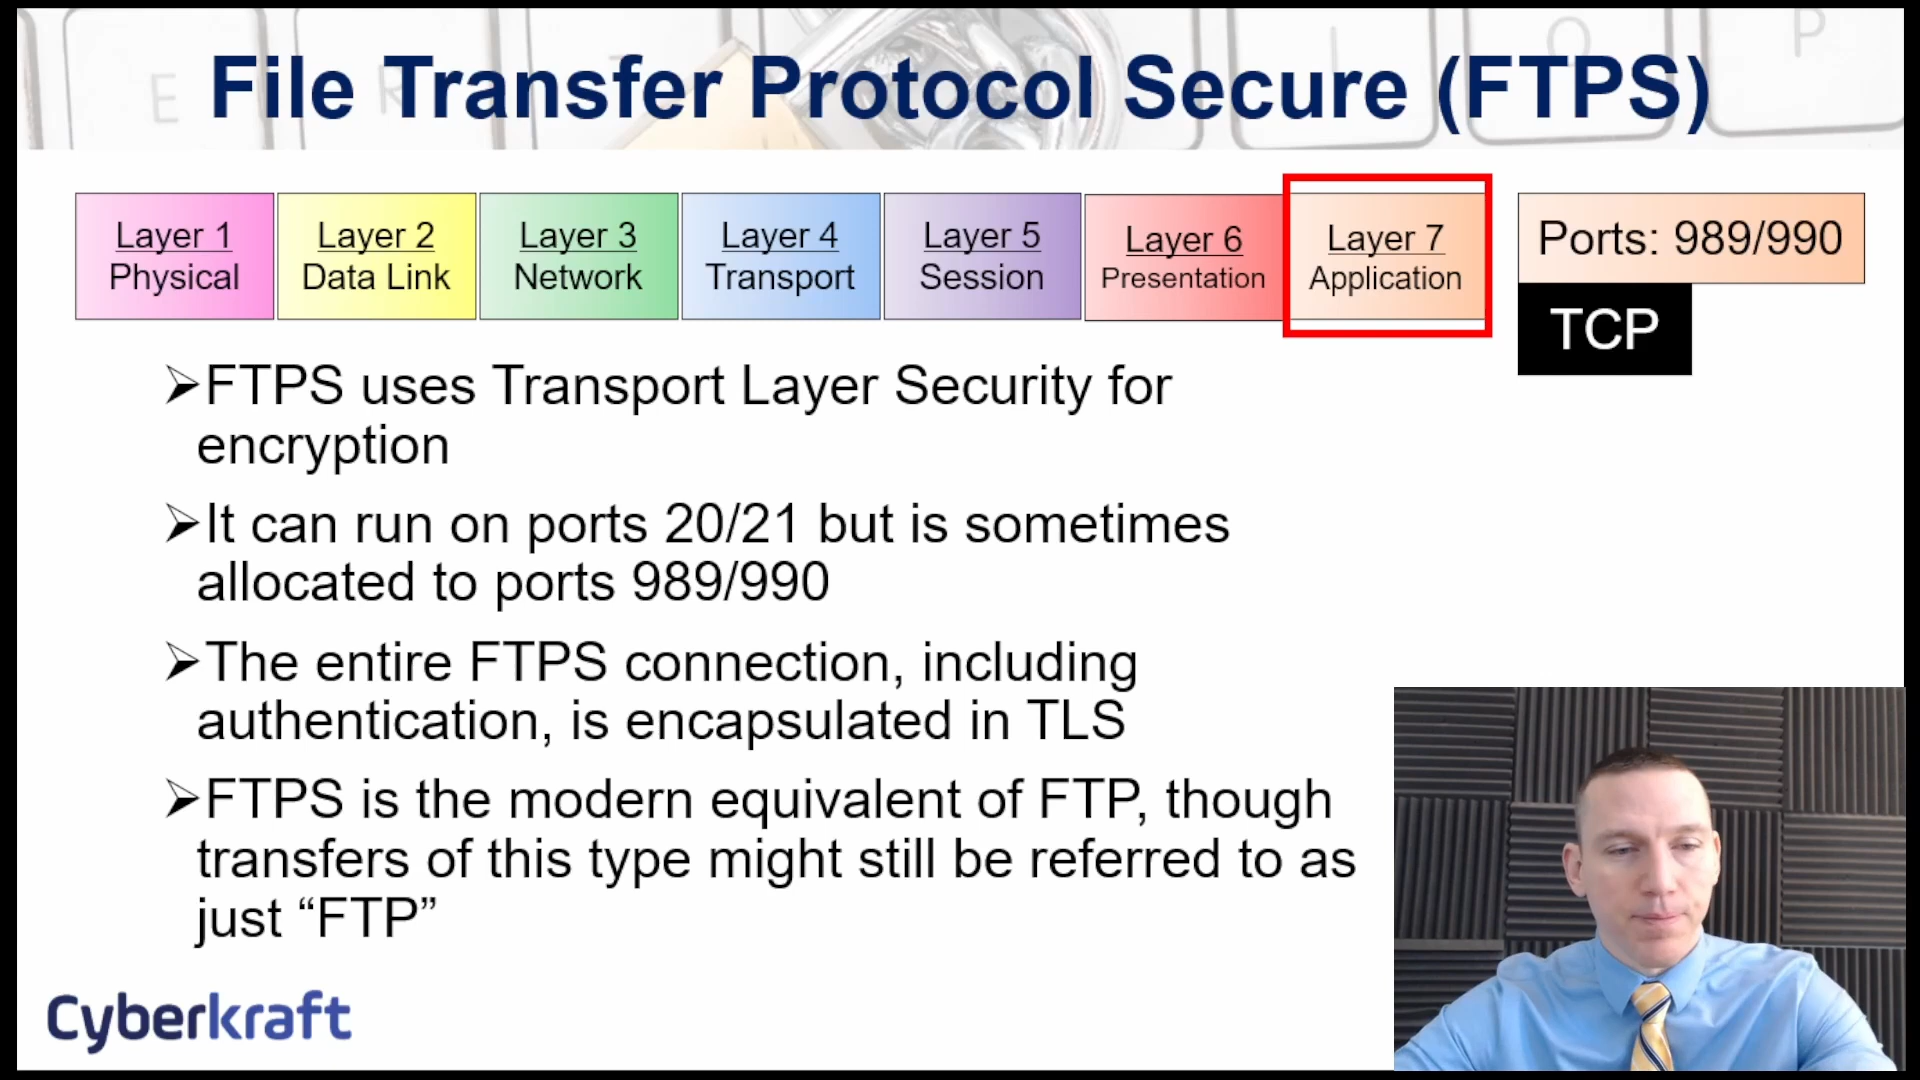 File Transfer Protocol Secure (FTPS)
Layer 1
Physical
Layer 2
Data Link
Layer 3
Network
Layer 4
Transport
Layer 5
Session
Layer 6
Presentation
Layer 7
Application
Ports: 989/990
TCP
➢FTPS uses Transport Layer Security for
encryption
➢It can run on ports 20/21 but is sometimes
allocated to ports 989/990
➢The entire FTPS connection, including
authentication, is encapsulated in TLS
➢FTPS is the modern equivalent of FTP, though
transfers of this type might still be referred to as
just “FTP”
Cyberkraft